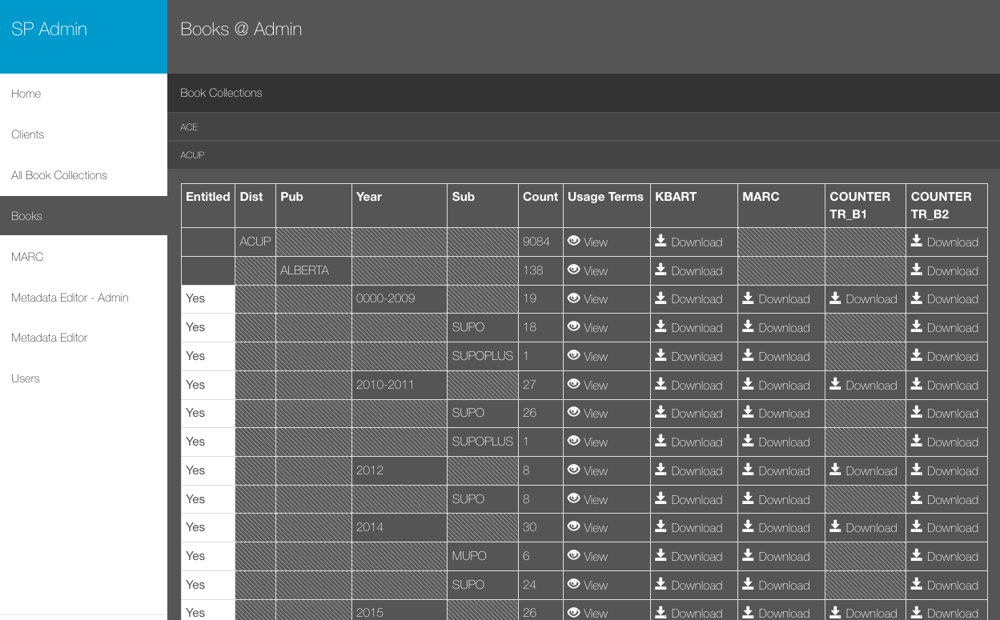 SP Admin
Books @ Admin
Home
Clients
All Book Collections
Books
MARC
Metadata Editor - Admin
Metadata Editor
Users
Book Collections
ACE
ACUP
Entitled Dist Pub Year Sub Count Usage Terms KBART MARC COUNTER TR_B1 COUNTER TR_B2
ACUP 9084 View Download Download
ALBERTA 138 View Download Download
Yes 0000-2009 19 View Download Download Download Download
Yes SUPO 18 View Download Download Download
Yes SUPOPLUS 1 View Download Download Download
Yes 2010-2011 27 View Download Download Download Download
Yes SUPO 26 View Download Download Download
Yes SUPOPLUS 1 View Download Download Download
Yes 2012 8 View Download Download Download Download
Yes SUPO 8 View Download Download Download
Yes 2014 30 View Download Download Download Download
Yes MUPO 6 View Download Download Download
Yes SUPO 24 View Download Download Download
Yes 2015 26 View Download Download Download Download